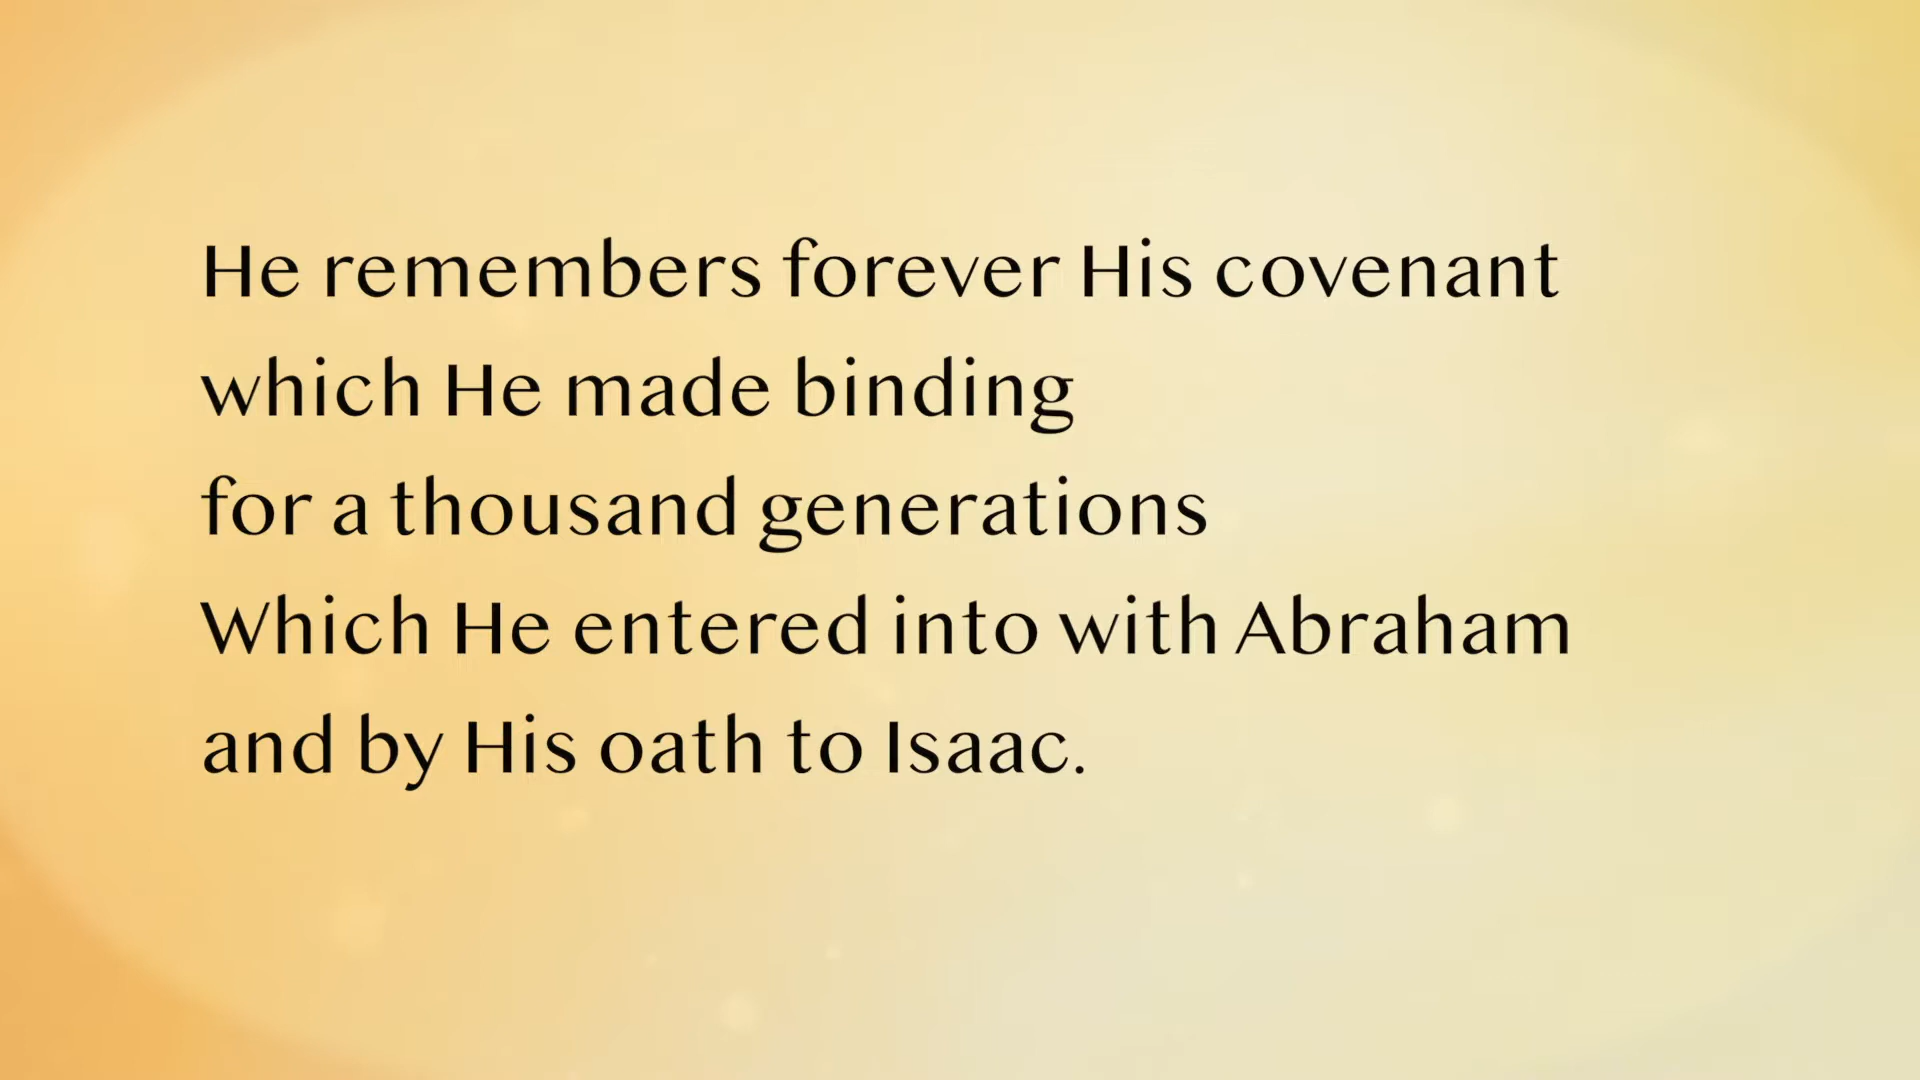 He remembers forever His covenant
which He made binding
for a thousand generations
Which He entered into with Abraham
and by His oath to Isaac.